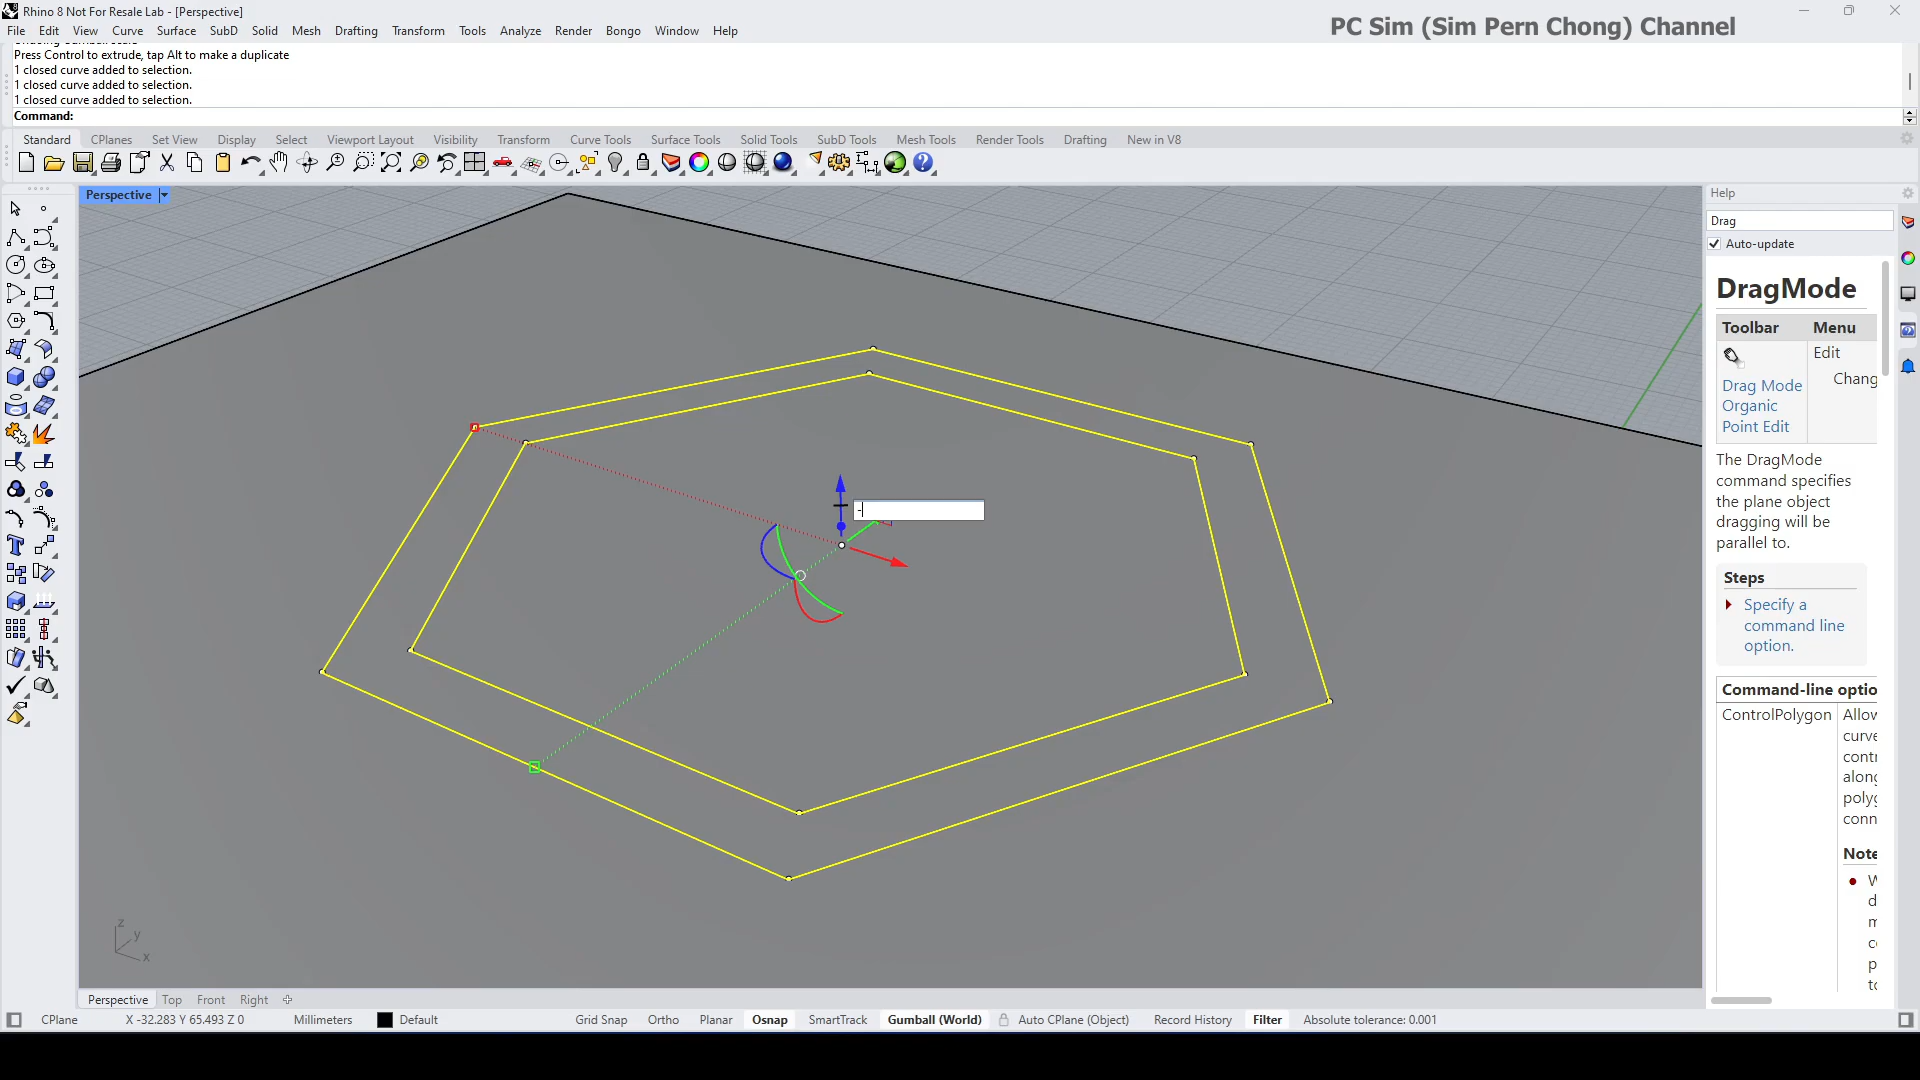 Rhino 8 Not For Resale Lab - [Perspective]
PC Sim (Sim Pern Chong) Channel
File Edit View Curve Surface SubD Solid Mesh Drafting Transform Tools Analyze Render Bongo Window Help
Press Control to extrude, tap Alt to make a duplicate
1 closed curve added to selection.
1 closed curve added to selection.
1 closed curve added to selection.
Command:
Standard CPlanes Set View Display Select Viewport Layout Visibility Transform Curve Tools Surface Tools Solid Tools SubD Tools Mesh Tools Render Tools Drafting New in V8
Perspective
Help
Drag
Auto-update
DragMode
Toolbar Menu
Edit
Chang
Drag Mode
Organic
Point Edit
The DragMode
command specifies
the plane object
dragging will be
parallel to.
Steps
Specify a
command line
option.
Command-line optio
ControlPolygon Allow
curve
contr
along
polyg
conn
Note
W
d
m
c
p
to
-
z
y
x
Perspective Top Front Right
CPlane X -32.283 Y 65.493 Z 0 Millimeters Default Grid Snap Ortho Planar Osnap SmartTrack Gumball (World) Auto CPlane (Object) Record History Filter Absolute tolerance: 0.001